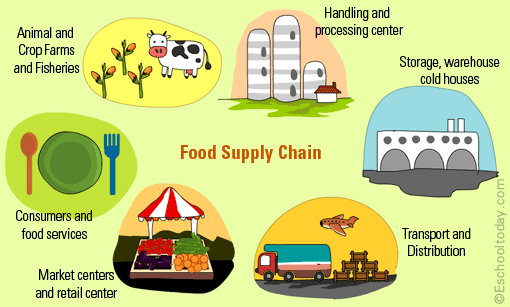 Animal and
Crop Farms
and Fisheries
Handling and
processing center
Storage, warehouse
cold houses
Food Supply Chain
Consumers and
food services
Transport and
Distribution
Market centers
and retail center
©Eschooltoday.com